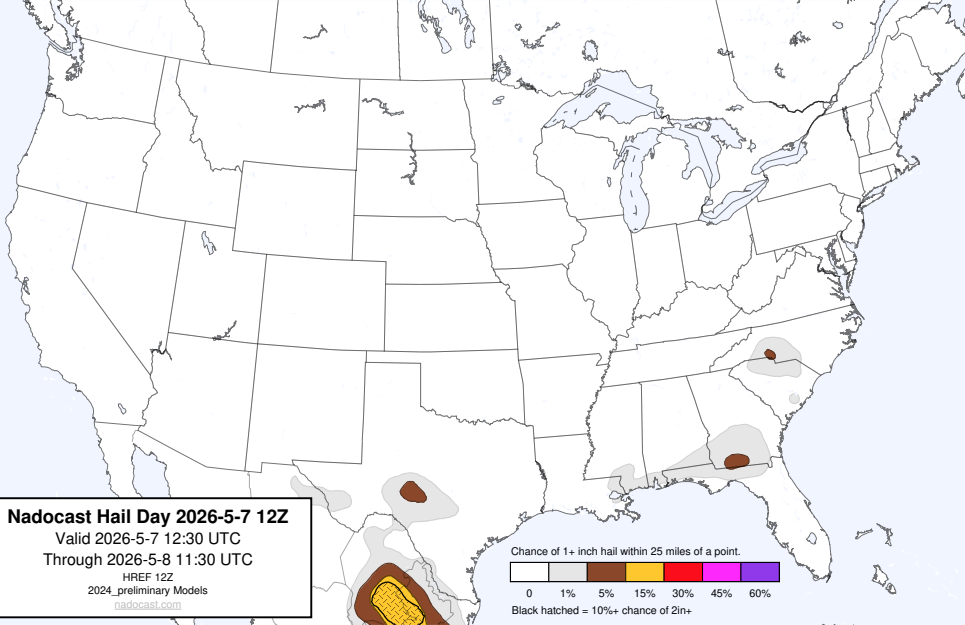 Nadocast Hail Day 2026-5-7 12Z
Valid 2026-5-7 12:30 UTC
Through 2026-5-8 11:30 UTC
HREF 12Z
2024_preliminary Models
nadocast.com
Chance of 1+ inch hail within 25 miles of a point.
0 1% 5% 15% 30% 45% 60%
Black hatched = 10%+ chance of 2in+